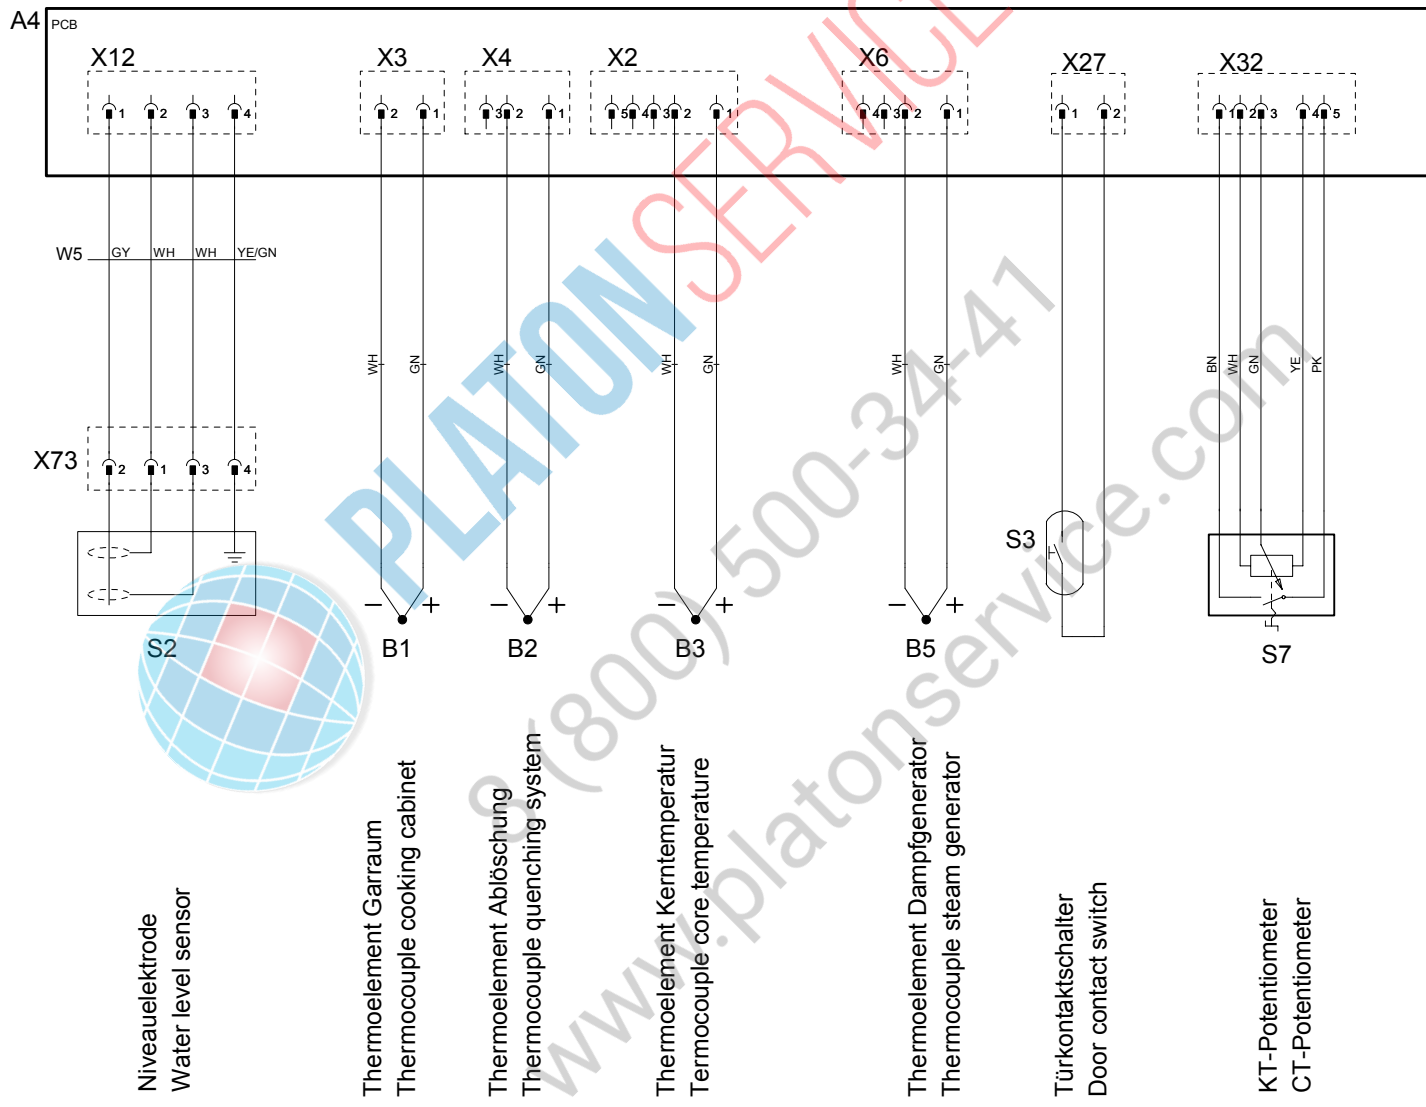 A4 PCB
X12 X3 X4 X2 X6 X27 X32
1 2 3 4 2 1 3 2 1 5 4 3 2 1 4 3 2 1 1 2 1 2 3 4 5
W5 GY WH WH YE/GN
WH GN WH GN WH GN WH GN BN WH GN YE PK
X73 2 1 3 4
S3
− + − + − + − +
S2 B1 B2 B3 B5 S7
Niveauelektrode
Water level sensor
Thermoelement Garraum
Thermocouple cooking cabinet
Thermoelement Ablöschung
Thermocouple quenching system
Thermoelement Kerntemperatur
Termocouple core temperature
Thermoelement Dampfgenerator
Thermocouple steam generator
Türkontaktschalter
Door contact switch
KT-Potentiometer
CT-Potentiometer
PLATONSERVICE
8 (800) 500-34-41
www.platonservice.com